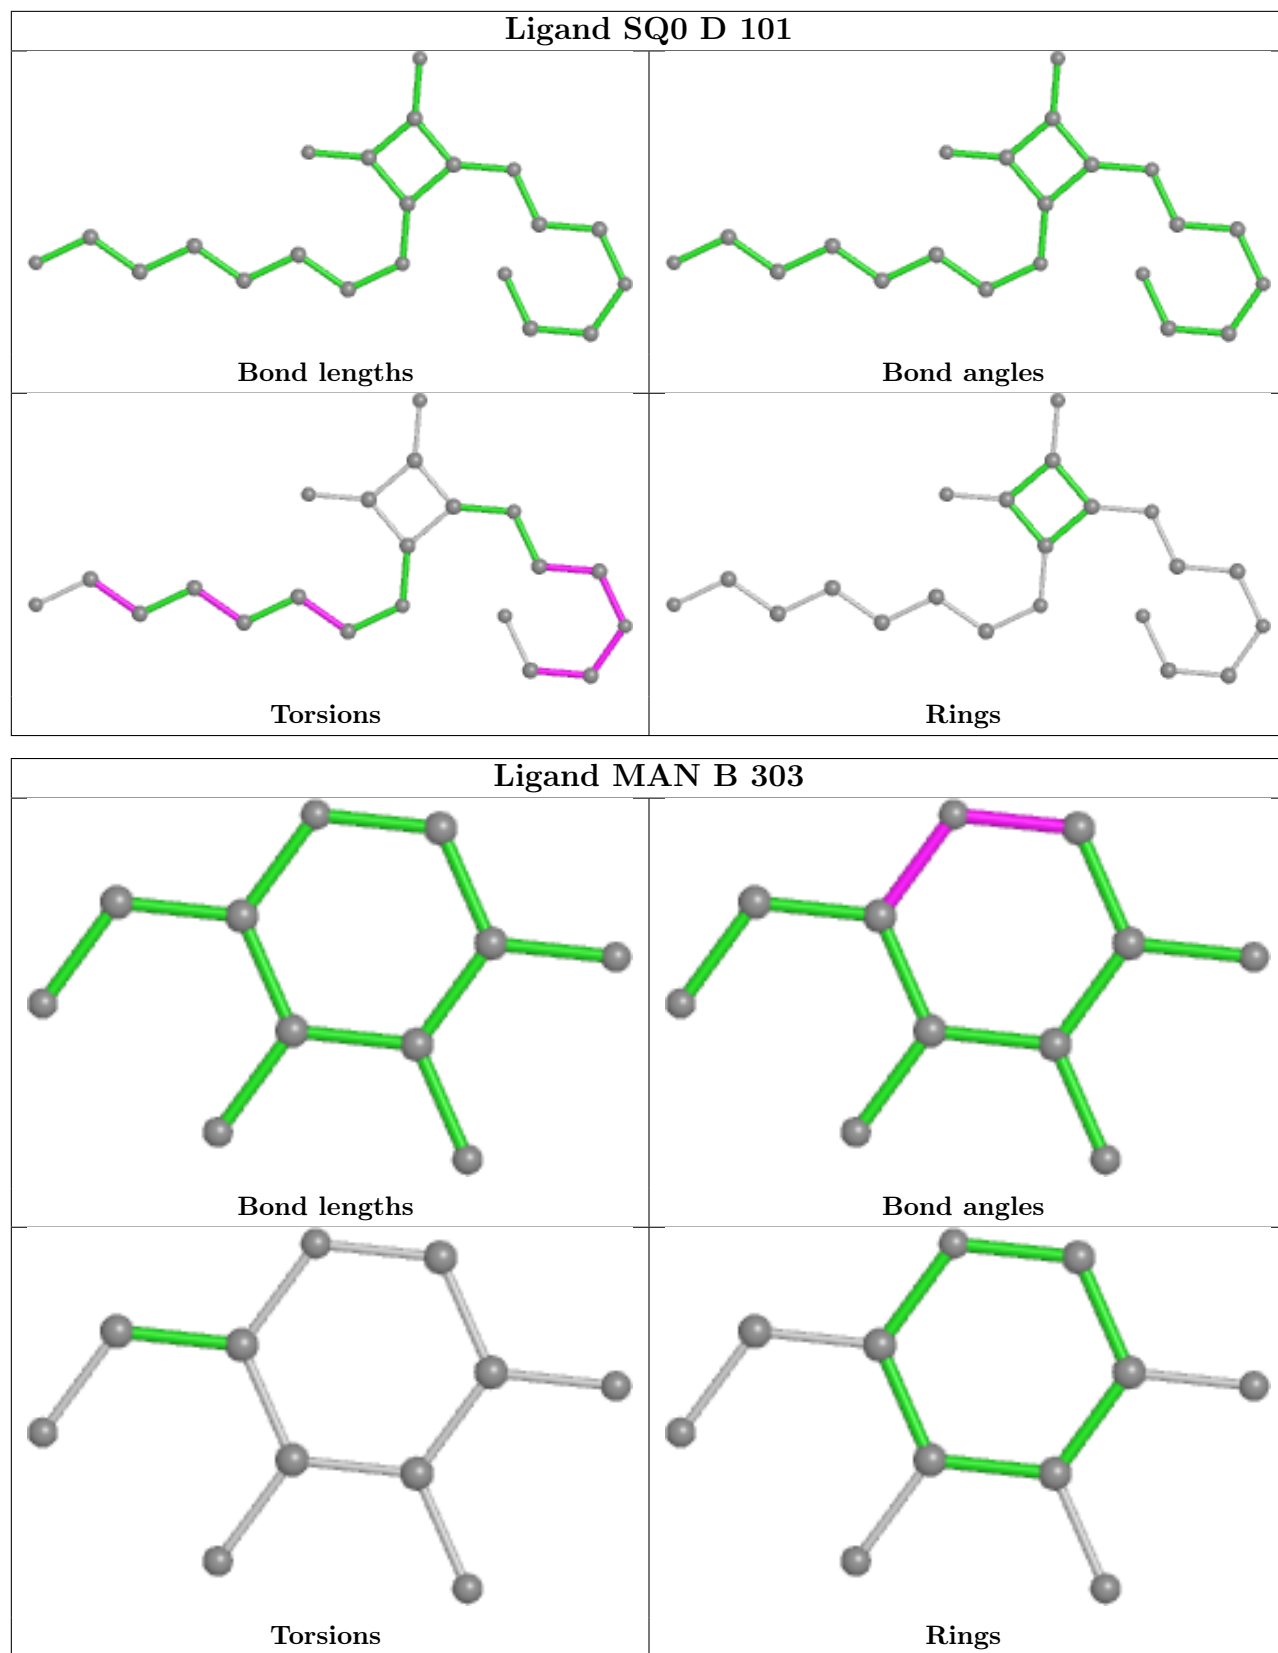 Ligand SQ0 D 101
Bond lengths
Bond angles
Torsions
Rings
Ligand MAN B 303
Bond lengths
Bond angles
Torsions
Rings